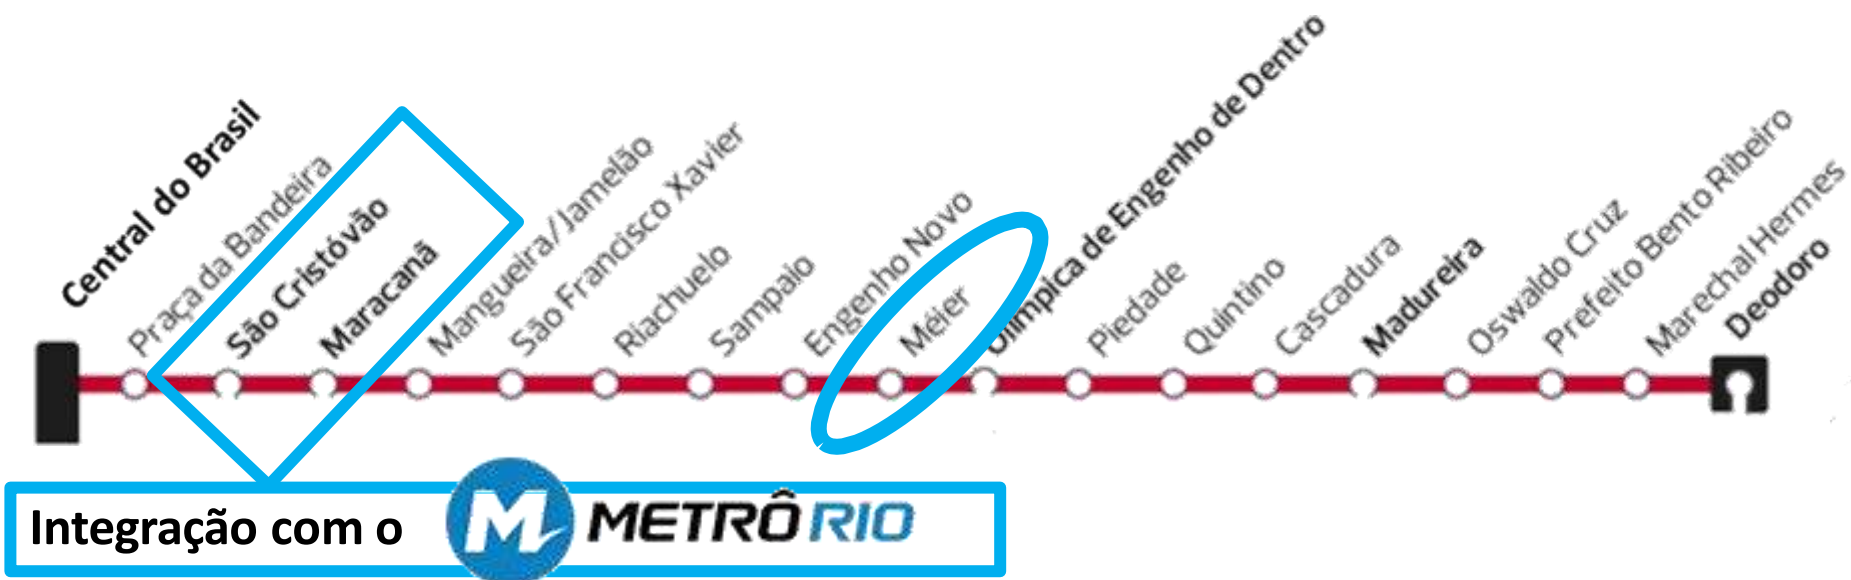 Central do Brasil
Praça da Bandeira
São Cristóvão
Maracanã
Mangueira/Jamelão
São Francisco Xavier
Riachuelo
Sampaio
Engenho Novo
Méier
Olímpica de Engenho de Dentro
Piedade
Quintino
Cascadura
Madureira
Oswaldo Cruz
Prefeito Bento Ribeiro
Marechal Hermes
Deodoro
Integração com o METRÔ RIO